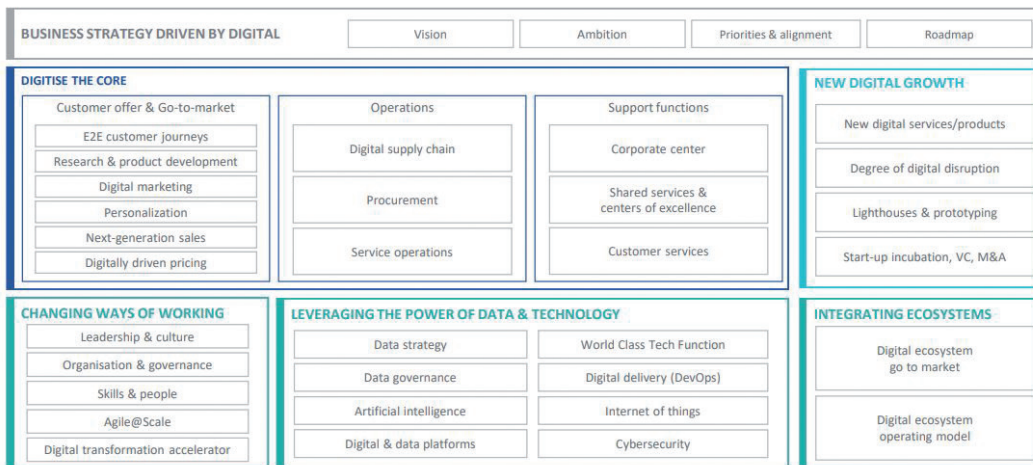 BUSINESS STRATEGY DRIVEN BY DIGITAL
Vision
Ambition
Priorities & alignment
Roadmap
DIGITISE THE CORE
Customer offer & Go-to-market
E2E customer journeys
Research & product development
Digital marketing
Personalization
Next-generation sales
Digitally driven pricing
Operations
Digital supply chain
Procurement
Service operations
Support functions
Corporate center
Shared services &
centers of excellence
Customer services
NEW DIGITAL GROWTH
New digital services/products
Degree of digital disruption
Lighthouses & prototyping
Start-up incubation, VC, M&A
CHANGING WAYS OF WORKING
Leadership & culture
Organisation & governance
Skills & people
Agile@Scale
Digital transformation accelerator
LEVERAGING THE POWER OF DATA & TECHNOLOGY
Data strategy
Data governance
Artificial intelligence
Digital & data platforms
World Class Tech Function
Digital delivery (DevOps)
Internet of things
Cybersecurity
INTEGRATING ECOSYSTEMS
Digital ecosystem
go to market
Digital ecosystem
operating model